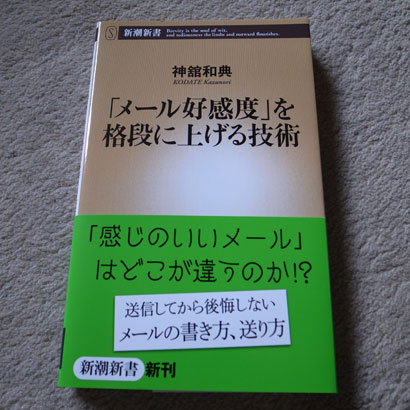 S 新潮新書
Brevity is the soul of wit,
and tediousness the limbs and outward flourishes.
神舘和典
KODATE Kazunori
「メール好感度」を
格段に上げる技術
「感じのいいメール」
はどこが違うのか!?
送信してから後悔しない
メールの書き方、送り方
新潮新書 新刊